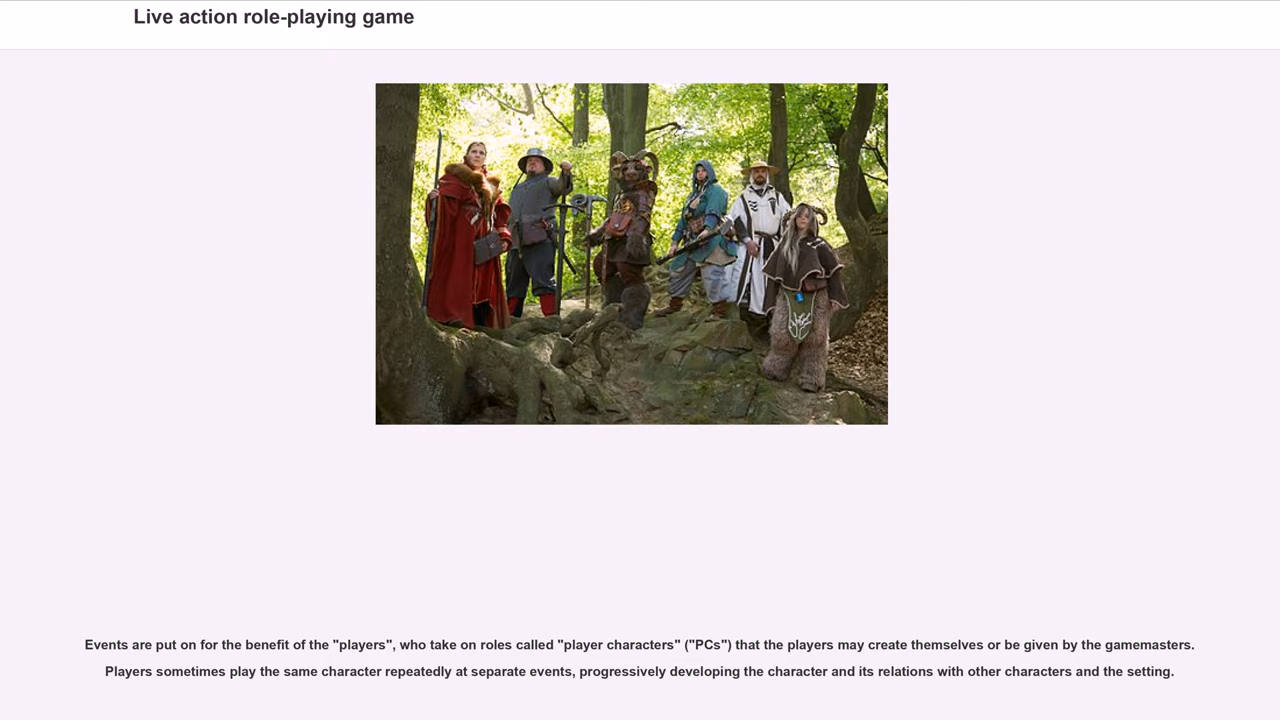 Live action role-playing game
Events are put on for the benefit of the "players", who take on roles called "player characters" ("PCs") that the players may create themselves or be given by the gamemasters.
Players sometimes play the same character repeatedly at separate events, progressively developing the character and its relations with other characters and the setting.